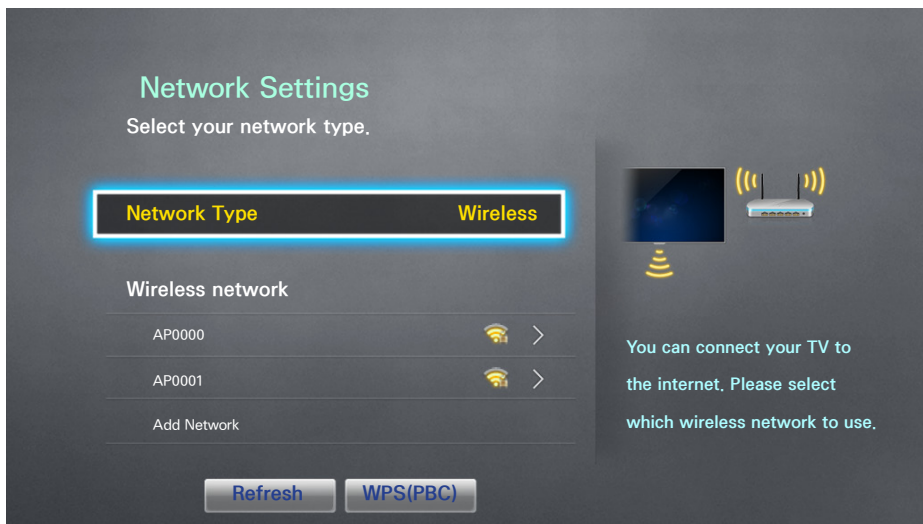 Network Settings
Select your network type.
Network Type Wireless
Wireless network
AP0000
AP0001
Add Network
Refresh WPS(PBC)
You can connect your TV to
the internet. Please select
which wireless network to use.